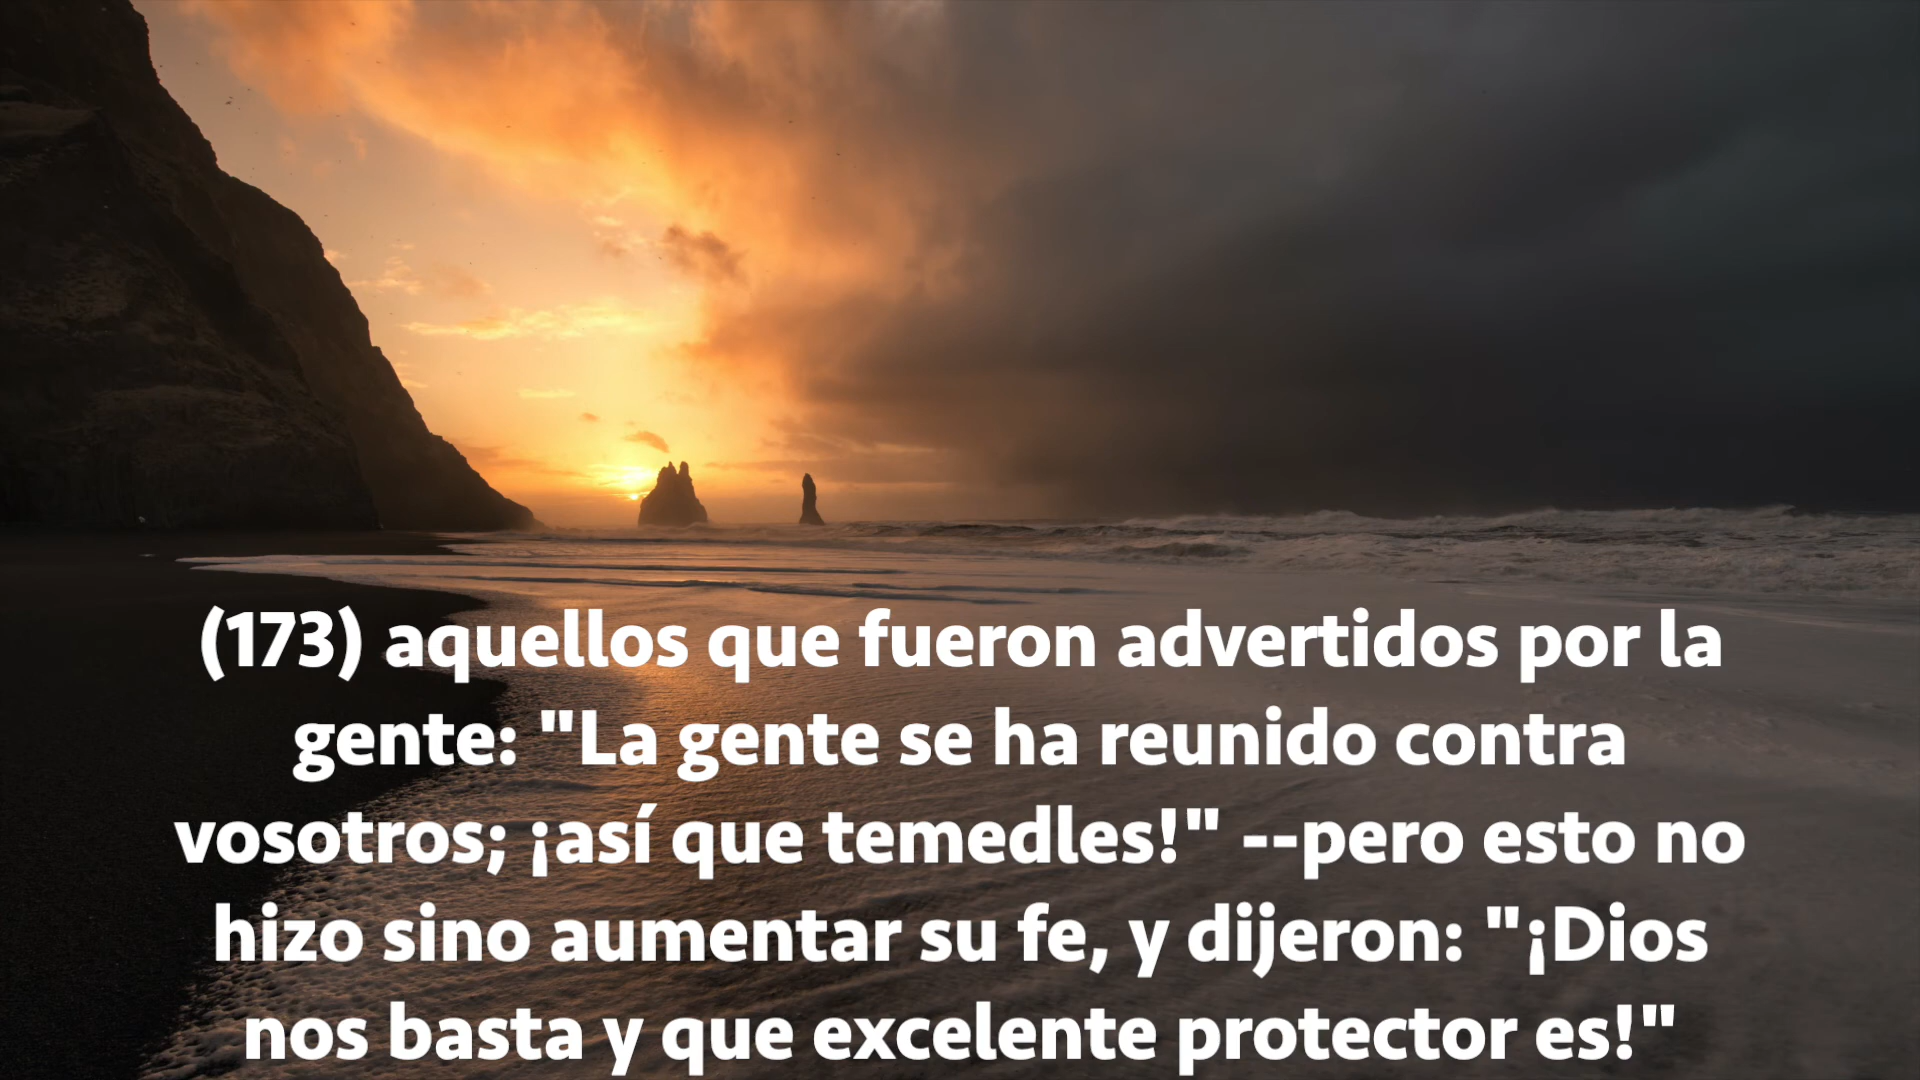 (173) aquellos que fueron advertidos por la
gente: "La gente se ha reunido contra
vosotros; ¡así que temedles!" --pero esto no
hizo sino aumentar su fe, y dijeron: "¡Dios
nos basta y que excelente protector es!"